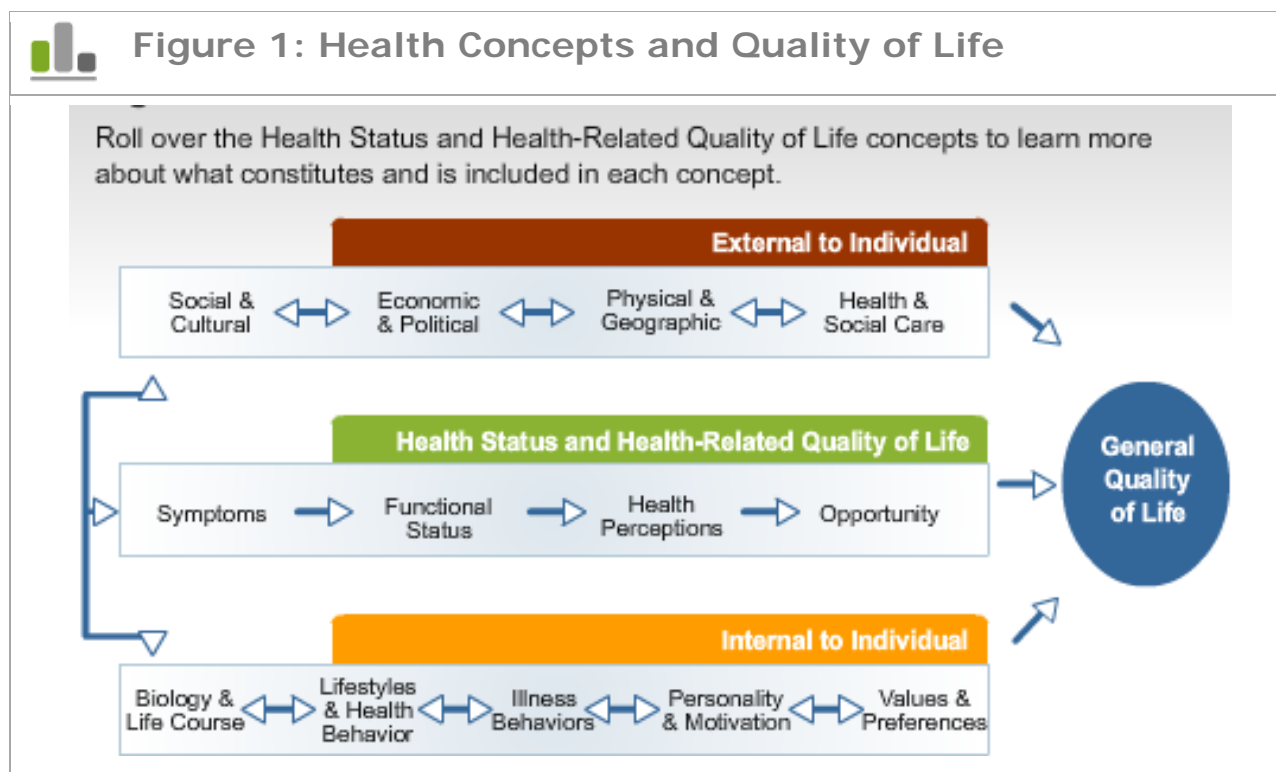 Figure 1: Health Concepts and Quality of Life
Roll over the Health Status and Health-Related Quality of Life concepts to learn more
about what constitutes and is included in each concept.
External to Individual
Social &
Cultural
Economic
& Political
Physical &
Geographic
Health &
Social Care
Health Status and Health-Related Quality of Life
Symptoms
Functional
Status
Health
Perceptions
Opportunity
General
Quality
of Life
Internal to Individual
Biology &
Life Course
Lifestyles
& Health
Behavior
Illness
Behaviors
Personality
& Motivation
Values &
Preferences